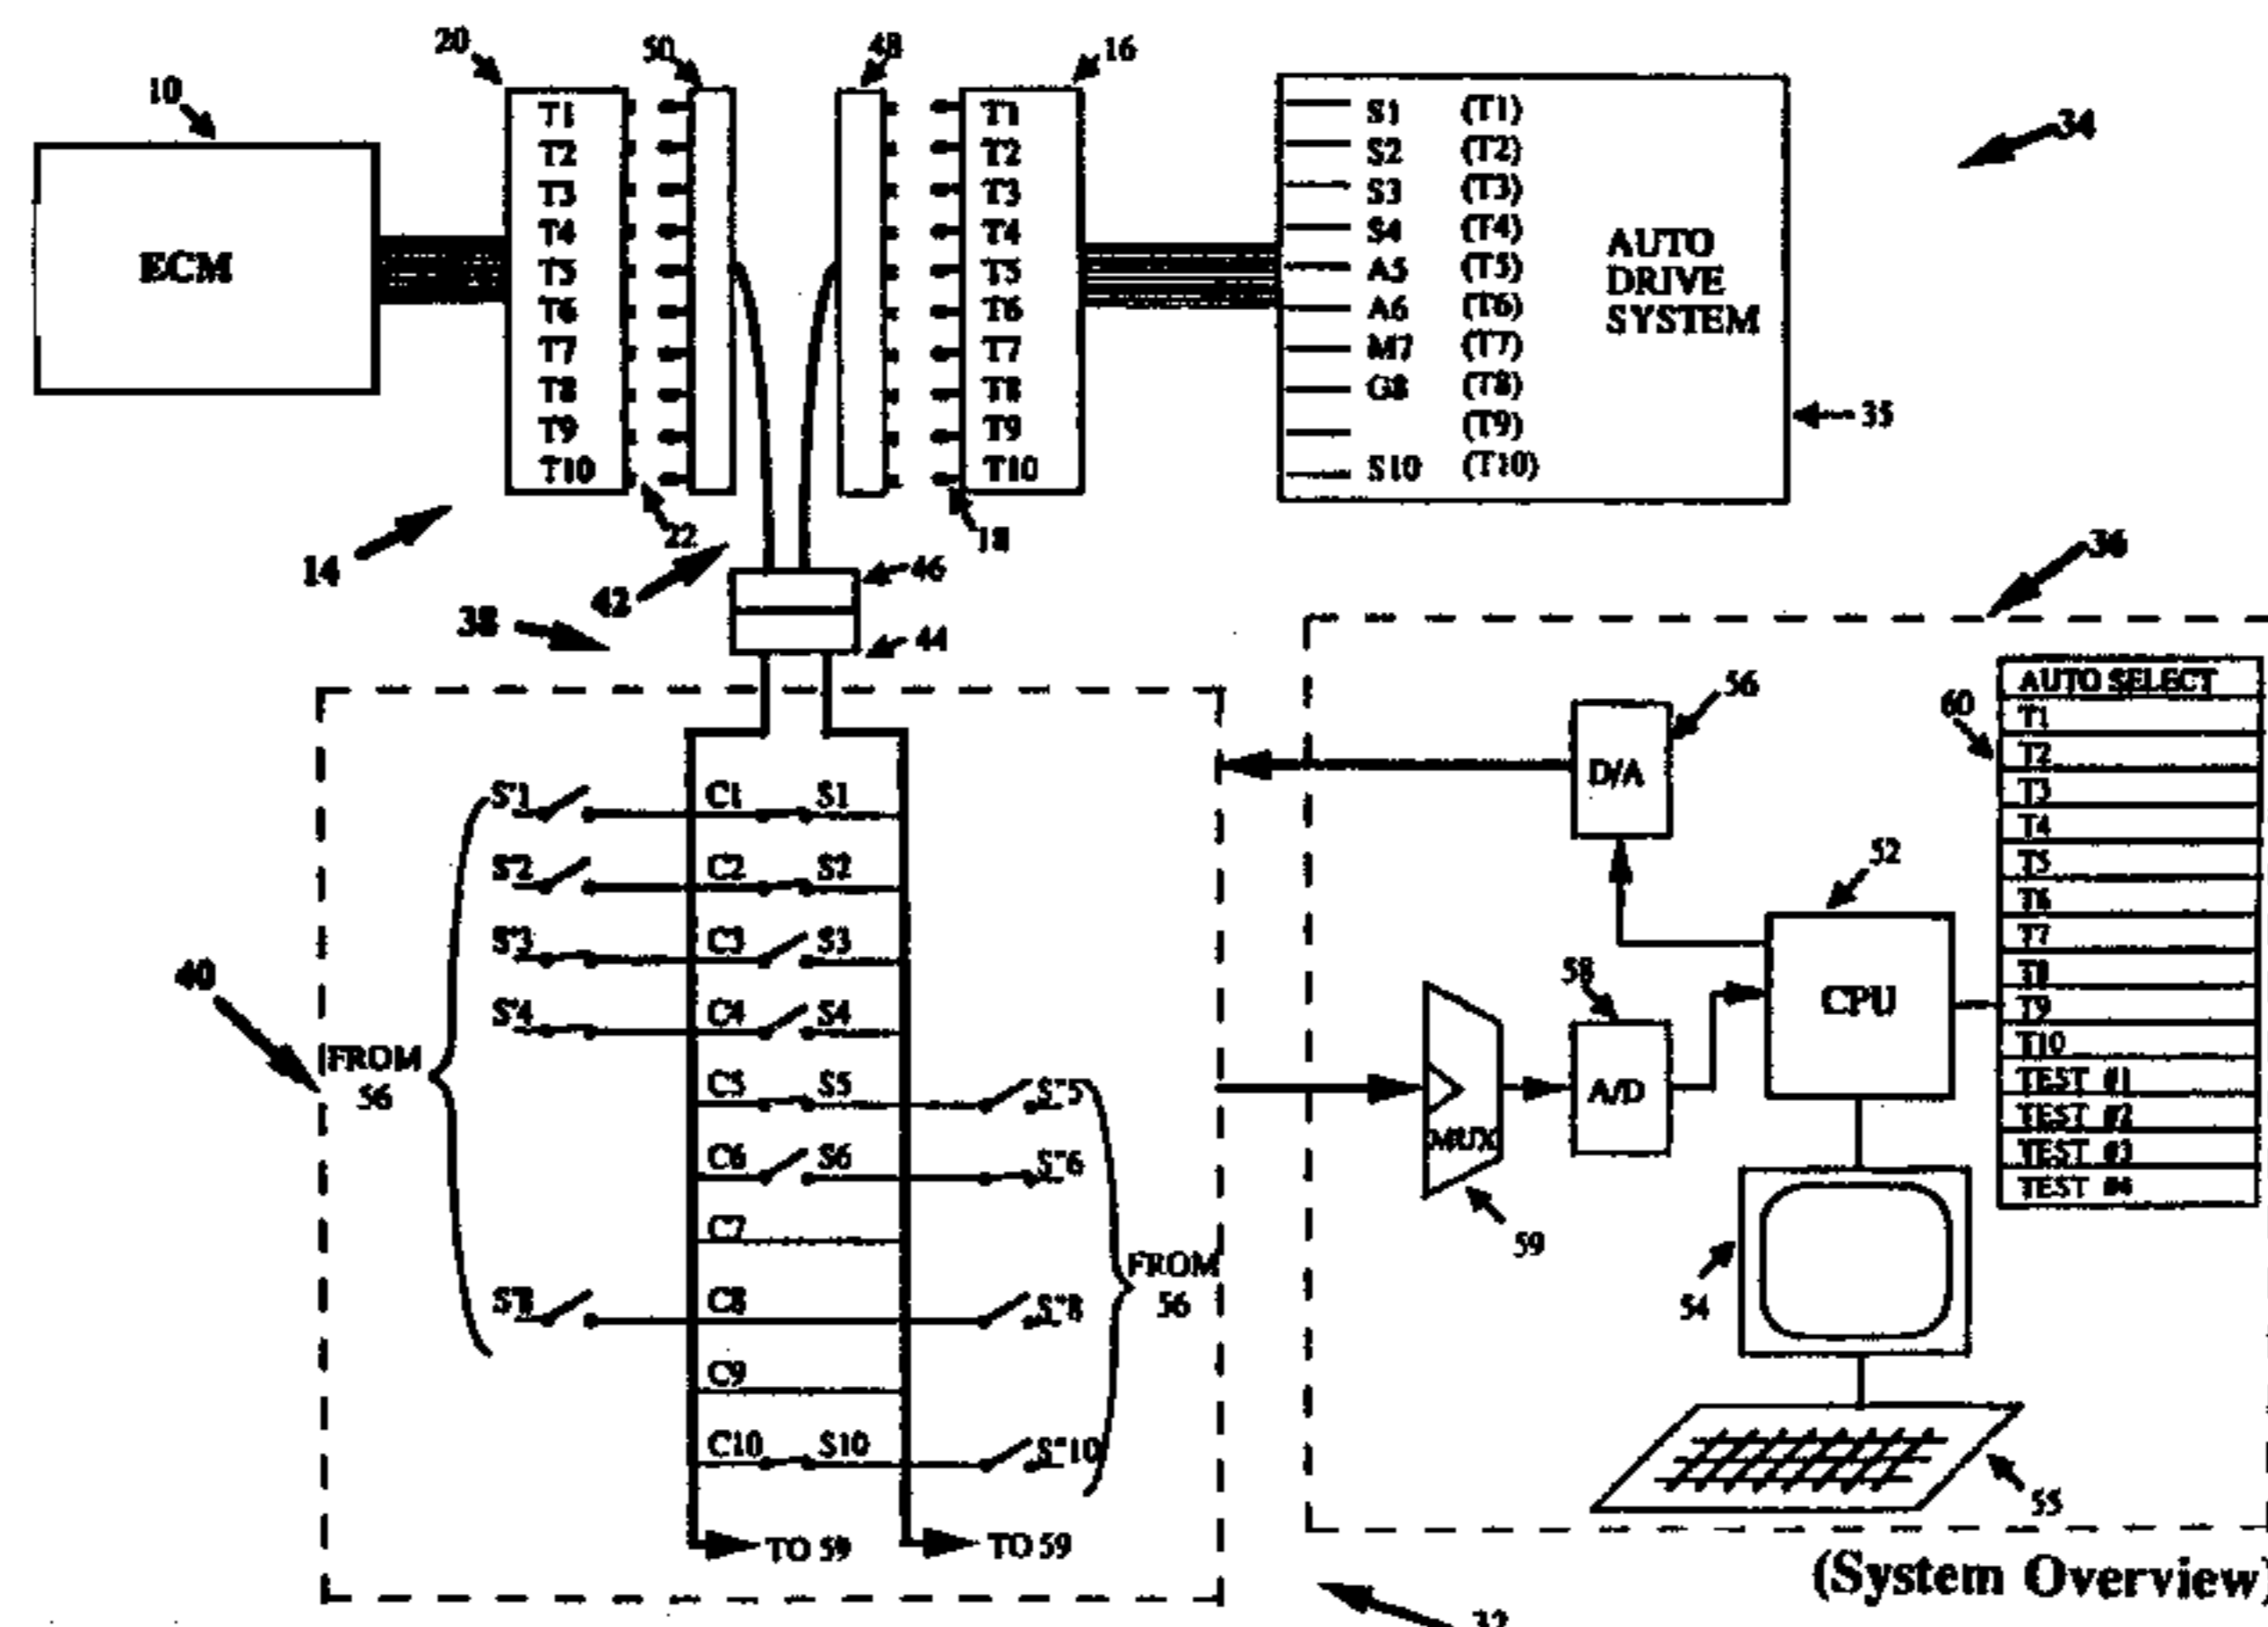 20
50
48
16
10
34
ECM
T1
T2
T3
T4
T5
T6
T7
T8
T9
T10
T1
T2
T3
T4
T5
T6
T7
T8
T9
T10
S1 (T1)
S2 (T2)
S3 (T3)
S4 (T4)
A5 (T5)
A6 (T6)
M7 (T7)
G8 (T8)
(T9)
S10 (T10)
AUTO
DRIVE
SYSTEM
35
22
18
14
42
46
38
44
36
40
S'1 C1 S1
S'2 C2 S2
S'3 C3 S3
S'4 C4 S4
C5 S5 S"5
C6 S6 S"6
C7
S'8 C8 S"8
C9
C10 S10 S"10
FROM
56
FROM
56
TO 59
TO 59
56
D/A
60
52
CPU
58
A/D
MUX
59
54
55
AUTO SELECT
T1
T2
T3
T4
T5
T6
T7
T8
T9
T10
TEST #1
TEST #2
TEST #3
TEST #4
(System Overview)
32